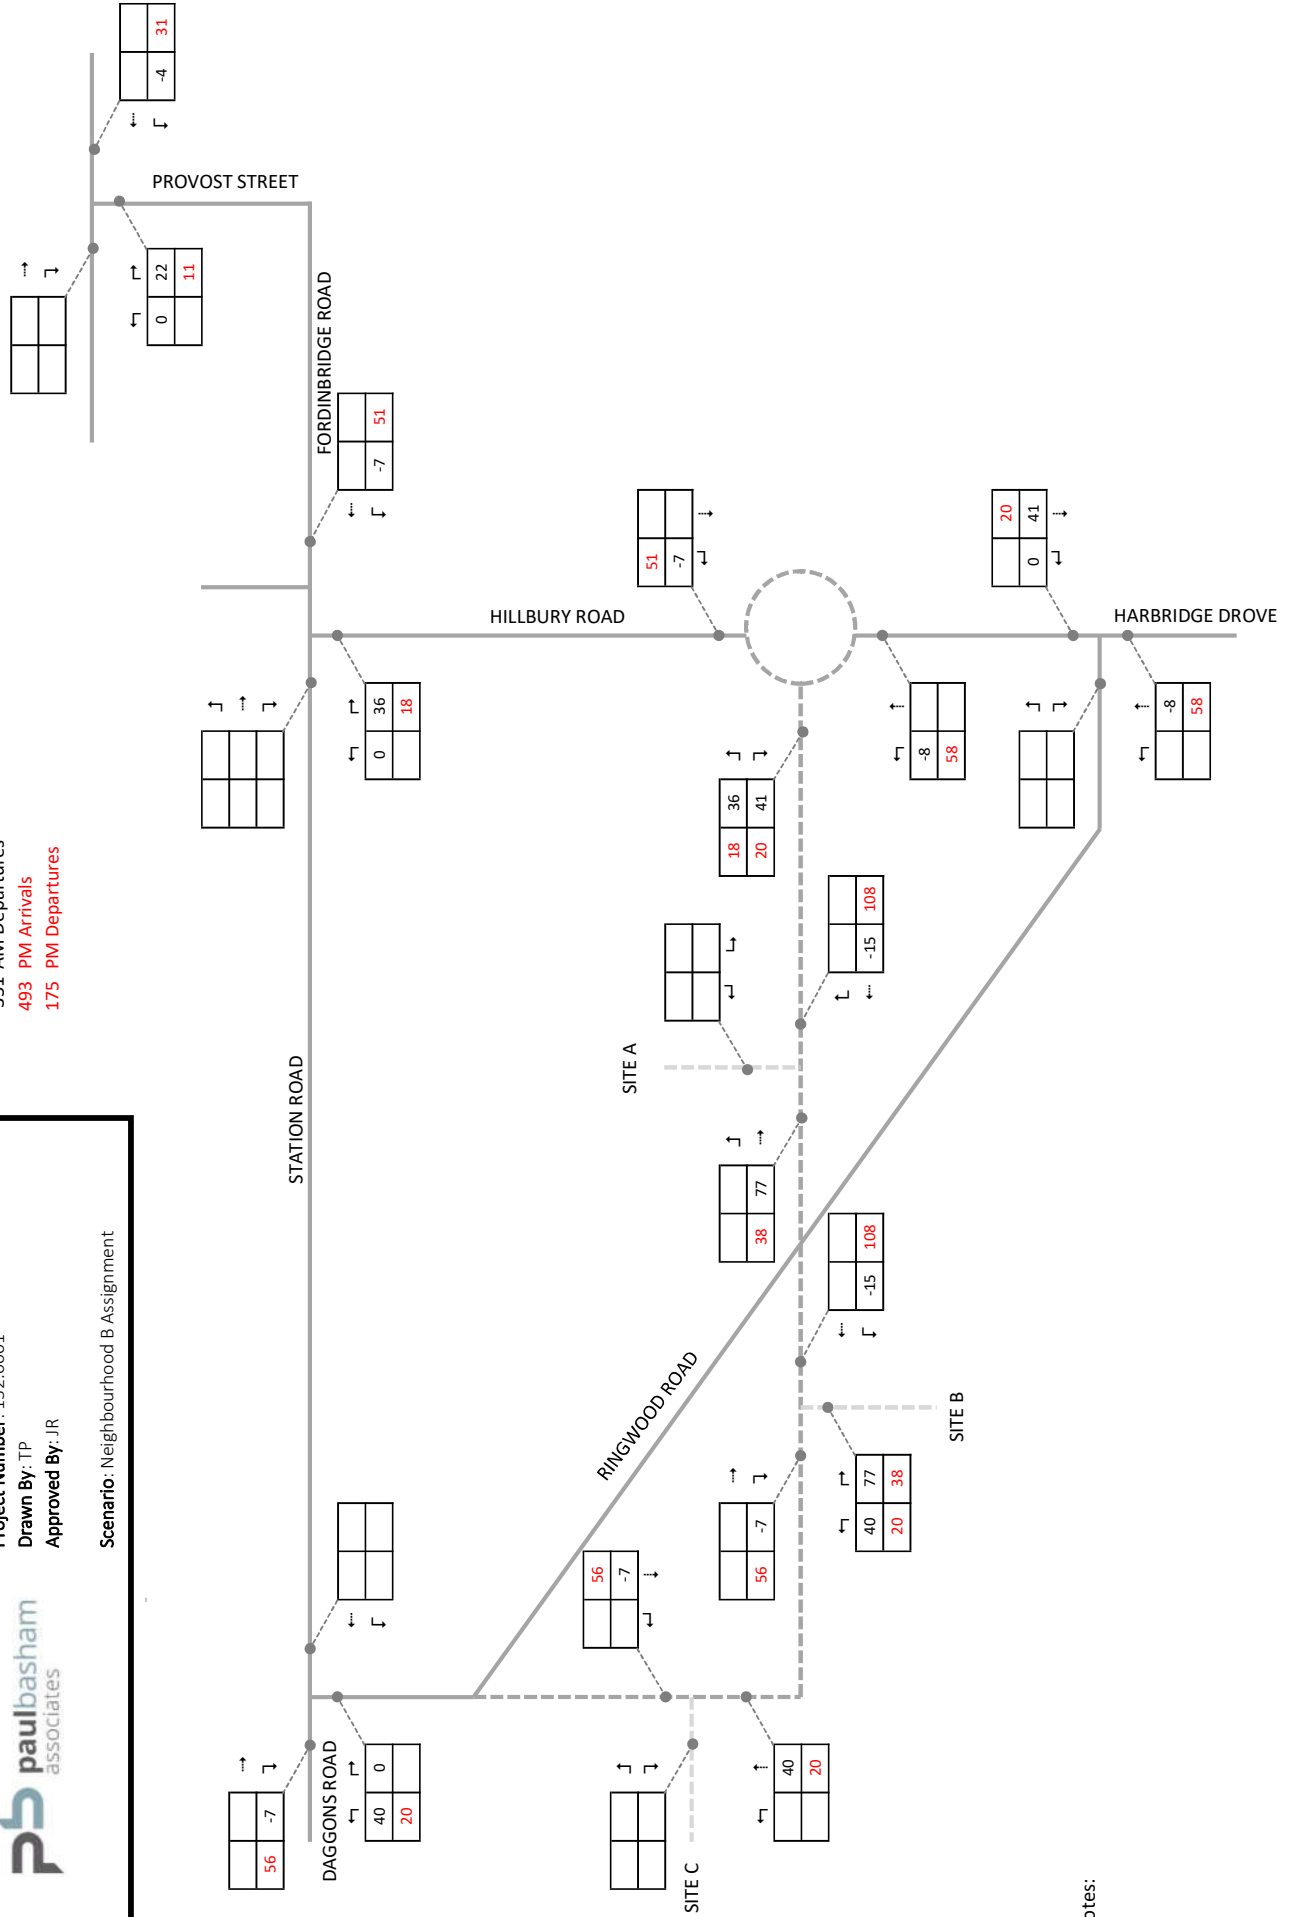 Drawn By: TP
Approved By: JR
Scenario: Neighbourhood B Assignment
paulbasham
associates
AM Departures
493 PM Arrivals
175 PM Departures
31
-4
PROVOST STREET
22
0
11
FORDINBRIDGE ROAD
51
-7
STATION ROAD
36
0
18
HILLBURY ROAD
51
-7
HARBRIDGE DROVE
20
41
0
-8
58
-8
58
36
18
41
20
108
-15
SITE A
77
38
108
-15
RINGWOOD ROAD
SITE B
77
40
38
20
-7
56
56
-7
DAGGONS ROAD
-7
56
0
40
20
SITE C
40
20